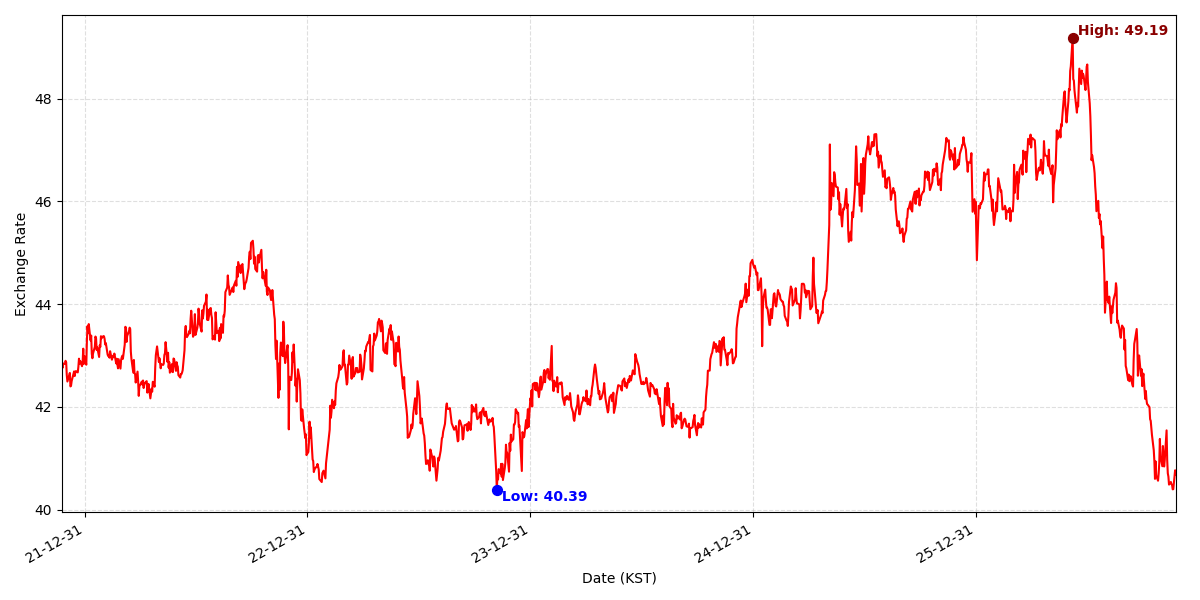 High: 49.19
48
46
44
42
40
Exchange Rate
Low: 40.39
21-12-31
22-12-31
23-12-31
24-12-31
25-12-31
Date (KST)